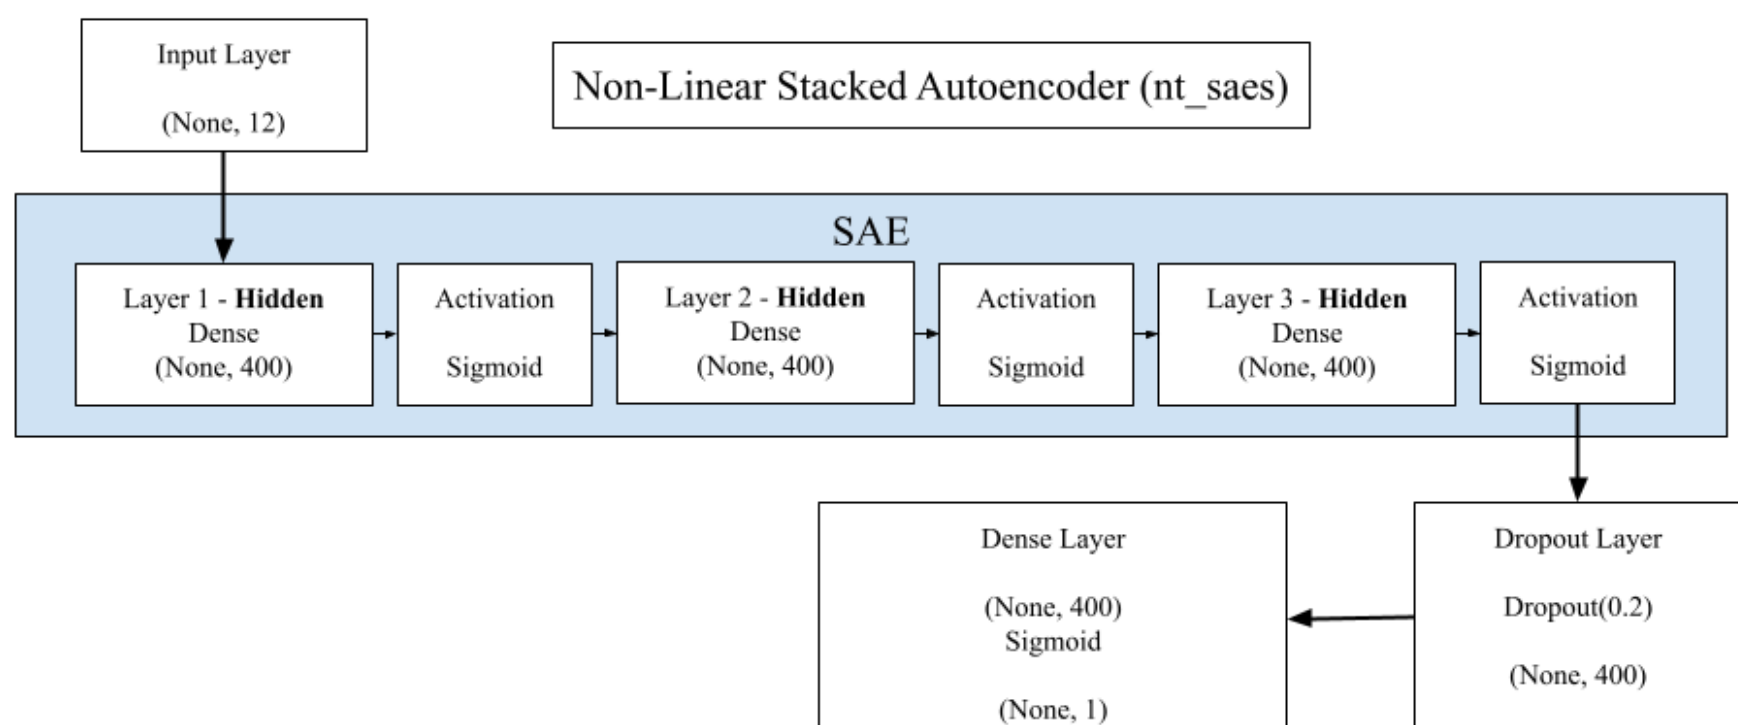 Input Layer
(None, 12)
Non-Linear Stacked Autoencoder (nt_saes)
SAE
Layer 1 - Hidden
Dense
(None, 400)
Activation
Sigmoid
Layer 2 - Hidden
Dense
(None, 400)
Activation
Sigmoid
Layer 3 - Hidden
Dense
(None, 400)
Activation
Sigmoid
Dense Layer
(None, 400)
Sigmoid
(None, 1)
Dropout Layer
Dropout(0.2)
(None, 400)